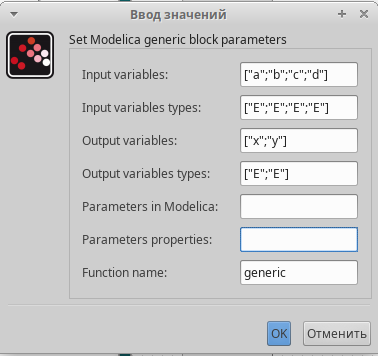 Ввод значений
Set Modelica generic block parameters
Input variables: ["a";"b";"c";"d"]
Input variables types: ["E";"E";"E";"E"]
Output variables: ["x";"y"]
Output variables types: ["E";"E"]
Parameters in Modelica:
Parameters properties:
Function name: generic
OK Отменить